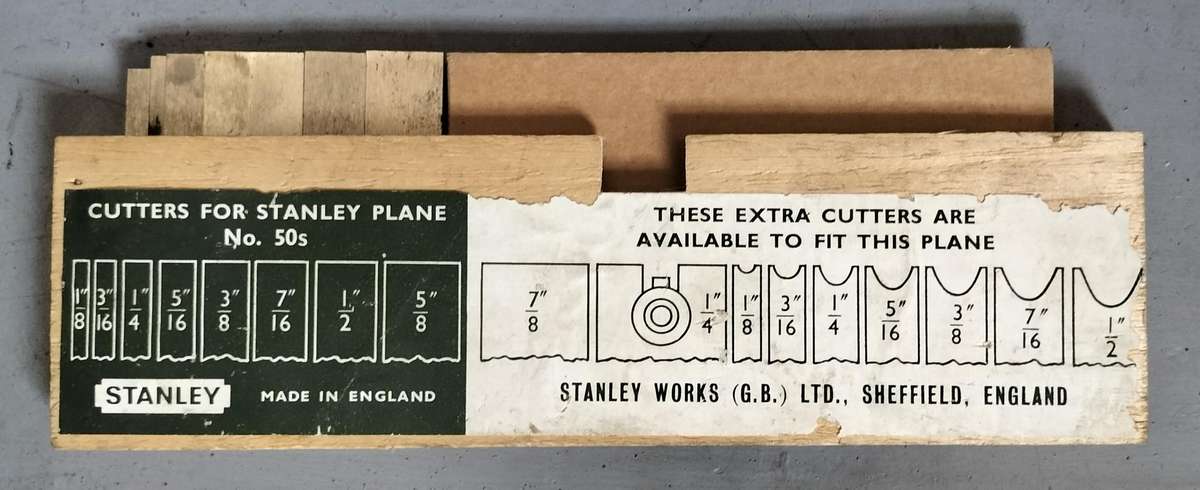 CUTTERS FOR STANLEY PLANE
No. 50s
1/8" 3/16" 1/4" 5/16" 3/8" 7/16" 1/2" 5/8"
STANLEY MADE IN ENGLAND
THESE EXTRA CUTTERS ARE
AVAILABLE TO FIT THIS PLANE
7/8" 1/4" 1/8" 3/16" 1/4" 5/16" 3/8" 7/16" 1/2"
STANLEY WORKS (G.B.) LTD., SHEFFIELD, ENGLAND